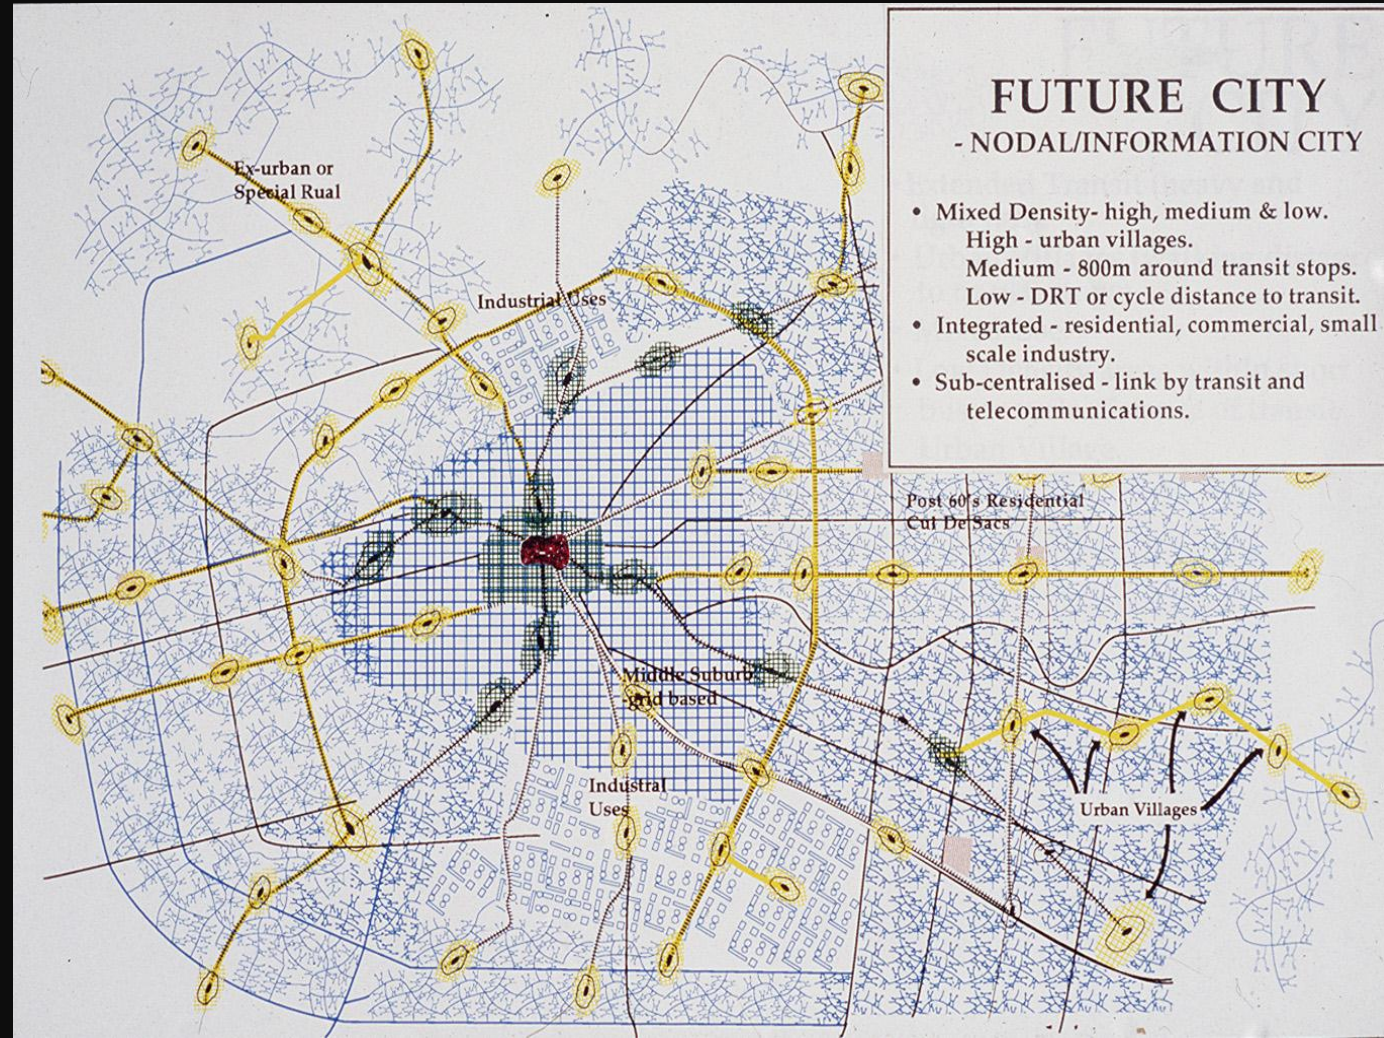 FUTURE CITY
- NODAL/INFORMATION CITY
• Mixed Density- high, medium & low.
High - urban villages.
Medium - 800m around transit stops.
Low - DRT or cycle distance to transit.
• Integrated - residential, commercial, small
scale industry.
• Sub-centralised - link by transit and
telecommunications.
Ex-urban or
Special Rual
Industrial Uses
Post 60's Residential
Cul De Sacs
Middle Suburb
-grid based
Industral
Uses
Urban Villages